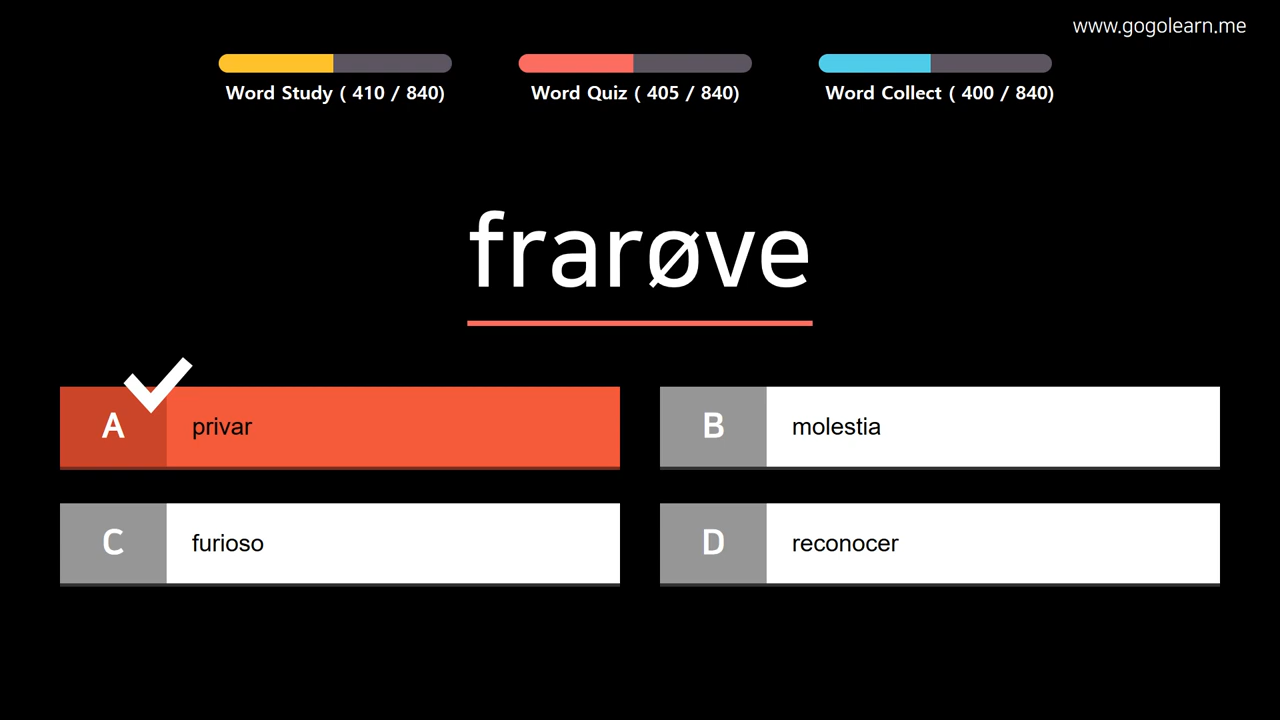 www.gogolearn.me
Word Study ( 410 / 840)
Word Quiz ( 405 / 840)
Word Collect ( 400 / 840)
frarøve
A privar
B molestia
C furioso
D reconocer